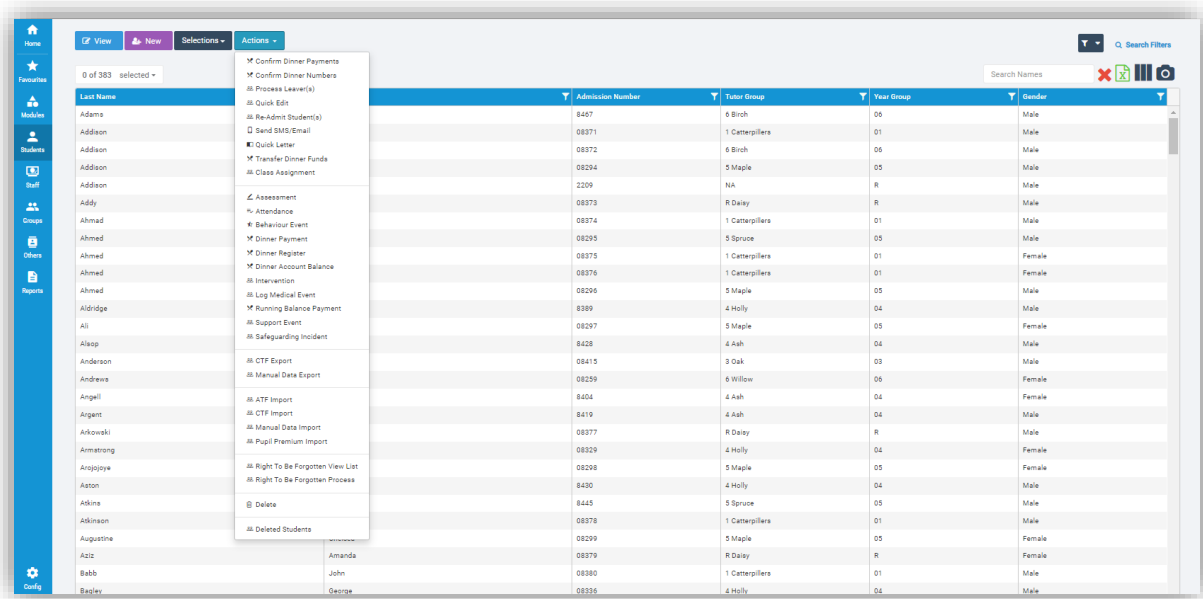 Home
Favourites
Modules
Students
Staff
Groups
Others
Reports
Config
View New Selections Actions
Search Filters
0 of 383 selected
Search Names
Confirm Dinner Payments
Confirm Dinner Numbers
Process Leaver(s)
Quick Edit
Re-Admit Student(s)
Send SMS/Email
Quick Letter
Transfer Dinner Funds
Class Assignment
Assessment
Attendance
Behaviour Event
Dinner Payment
Dinner Register
Dinner Account Balance
Intervention
Log Medical Event
Running Balance Payment
Support Event
Safeguarding Incident
CTF Export
Manual Data Export
ATF Import
CTF Import
Manual Data Import
Pupil Premium Import
Right To Be Forgotten View List
Right To Be Forgotten Process
Delete
Deleted Students
Last Name Admission Number Tutor Group Year Group Gender
Adams 8467 6 Birch 06 Male
Addison 08371 1 Catterpillers 01 Male
Addison 08372 6 Birch 06 Male
Addison 08294 5 Maple 05 Male
Addison 2209 NA R Male
Addy 08373 R Daisy R Male
Ahmad 08374 1 Catterpillers 01 Male
Ahmed 08295 5 Spruce 05 Male
Ahmed 08375 1 Catterpillers 01 Female
Ahmed 08376 1 Catterpillers 01 Female
Ahmed 08296 5 Maple 05 Male
Aldridge 8389 4 Holly 04 Male
Ali 08297 5 Maple 05 Female
Alsop 8428 4 Ash 04 Male
Anderson 08415 3 Oak 03 Male
Andrews 08259 6 Willow 06 Female
Angell 8404 4 Ash 04 Female
Argent 8419 4 Ash 04 Male
Arkowski 08377 R Daisy R Male
Armstrong 08329 4 Holly 04 Female
Arojojoye 08298 5 Maple 05 Female
Aston 8430 4 Holly 04 Male
Atkins 8445 5 Spruce 05 Male
Atkinson 08378 1 Catterpillers 01 Male
Augustine 08299 5 Maple 05 Female
Aziz Amanda 08379 R Daisy R Female
Babb John 08380 1 Catterpillers 01 Male
Bagley George 08336 4 Holly 04 Male